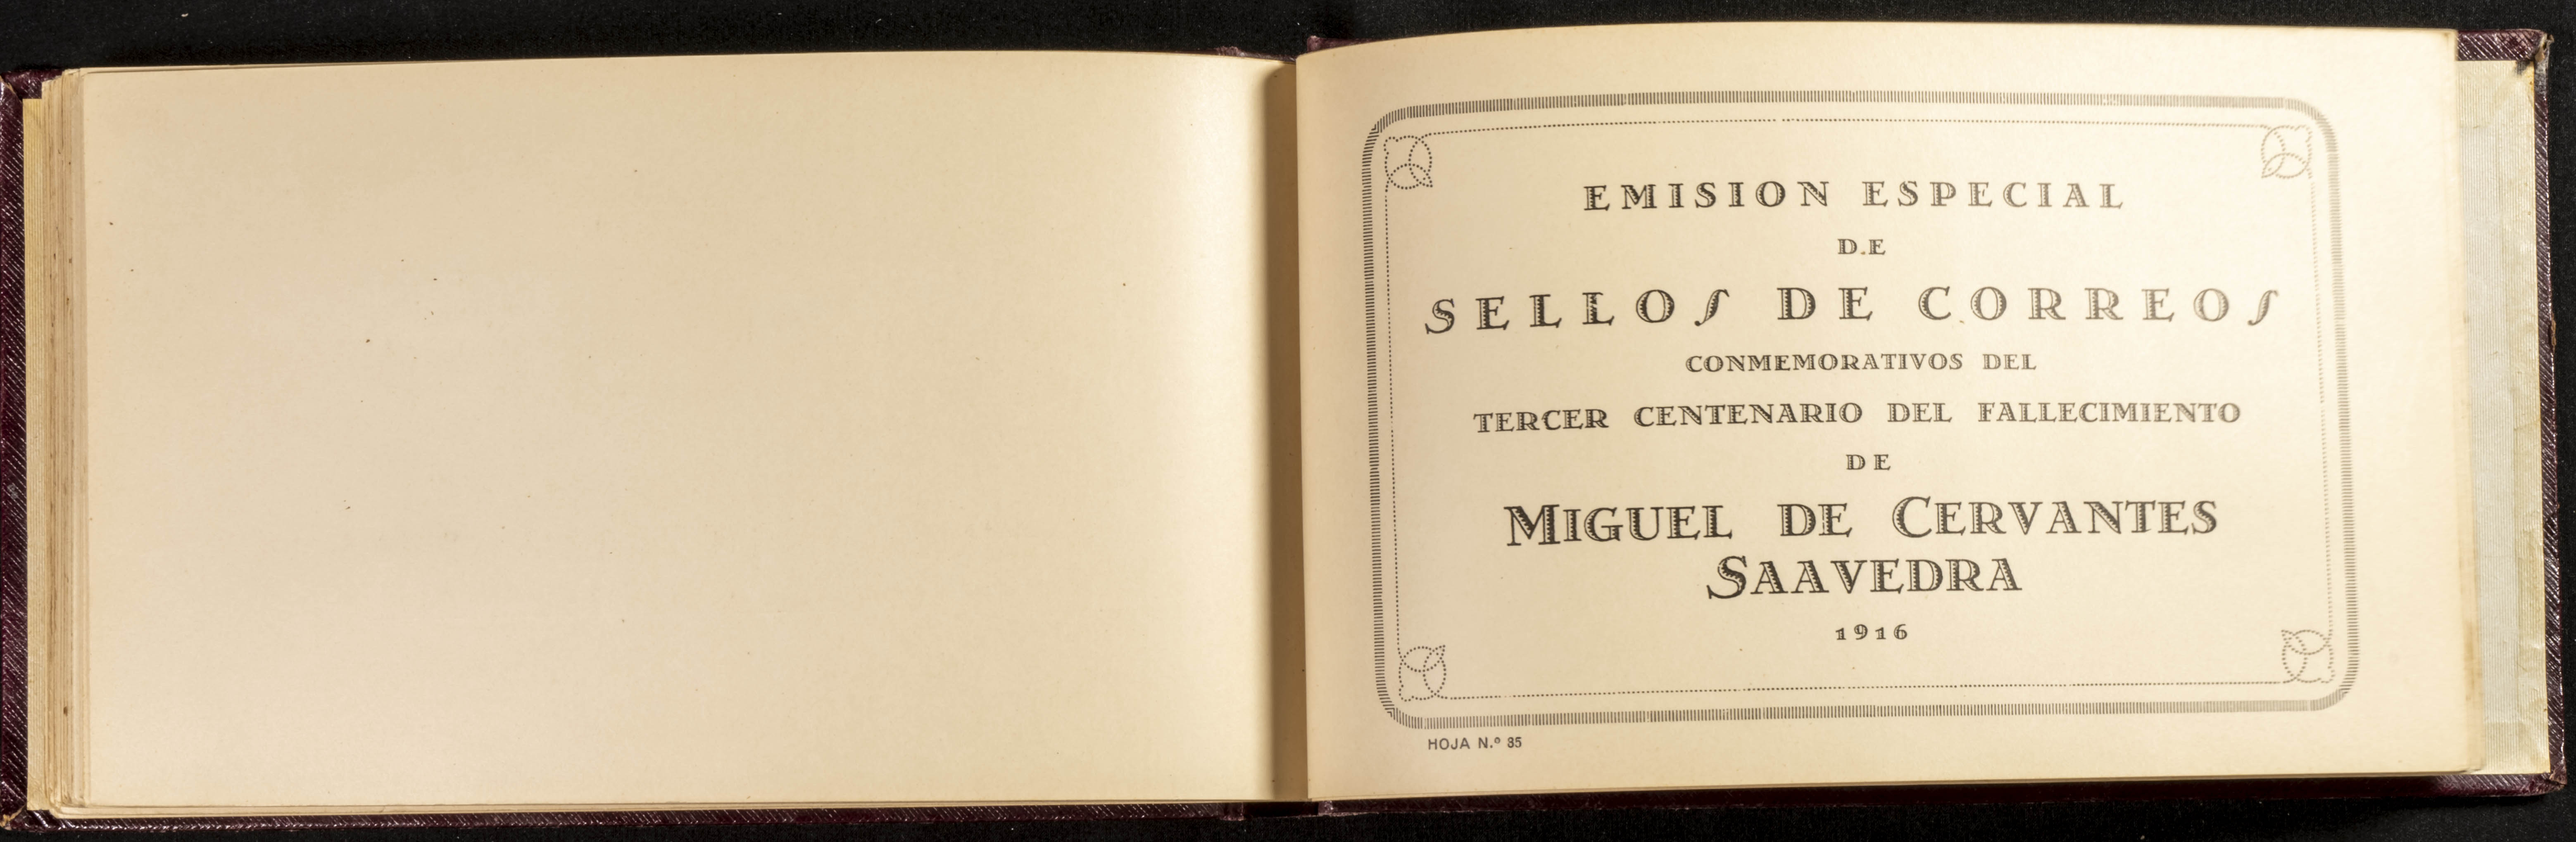 EMISION ESPECIAL
DE
SELLOS DE CORREOS
CONMEMORATIVOS DEL
TERCER CENTENARIO DEL FALLECIMIENTO
DE
MIGUEL DE CERVANTES
SAAVEDRA
1916
HOJA N.º 35